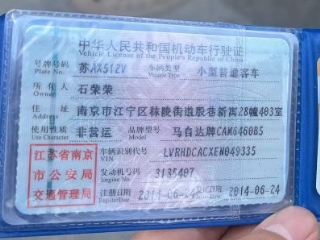 中华人民共和国机动车行驶证
Vehicle License of the People's Republic of China
号牌号码 苏AX512V 车辆类型 小型普通客车
Plate No.
所有人 石荣荣
Owner
住址 南京市江宁区秣陵街道殷巷新寓28幢403室
Address
使用性质 非营运 品牌型号 马自达牌CAM6460B5
Use Character Model
江苏省南京市公安局交通管理局
车辆识别代号 LVRHDCACXEN049335
VIN
发动机号码 3135407
Engine No.
注册日期 2014-06-24 2014-06-24